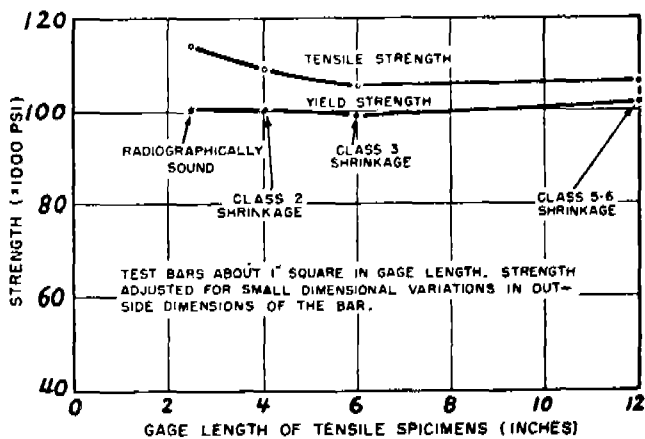 120
100
80
60
40
STRENGTH (*1000 PSI)
TENSILE STRENGTH
YIELD STRENGTH
RADIOGRAPHICALLY
SOUND
CLASS 2
SHRINKAGE
CLASS 3
SHRINKAGE
CLASS 5-6
SHRINKAGE
TEST BARS ABOUT 1" SQUARE IN GAGE LENGTH. STRENGTH
ADJUSTED FOR SMALL DIMENSIONAL VARIATIONS IN OUT-
SIDE DIMENSIONS OF THE BAR.
0 2 4 6 8 10 12
GAGE LENGTH OF TENSILE SPICIMENS (INCHES)